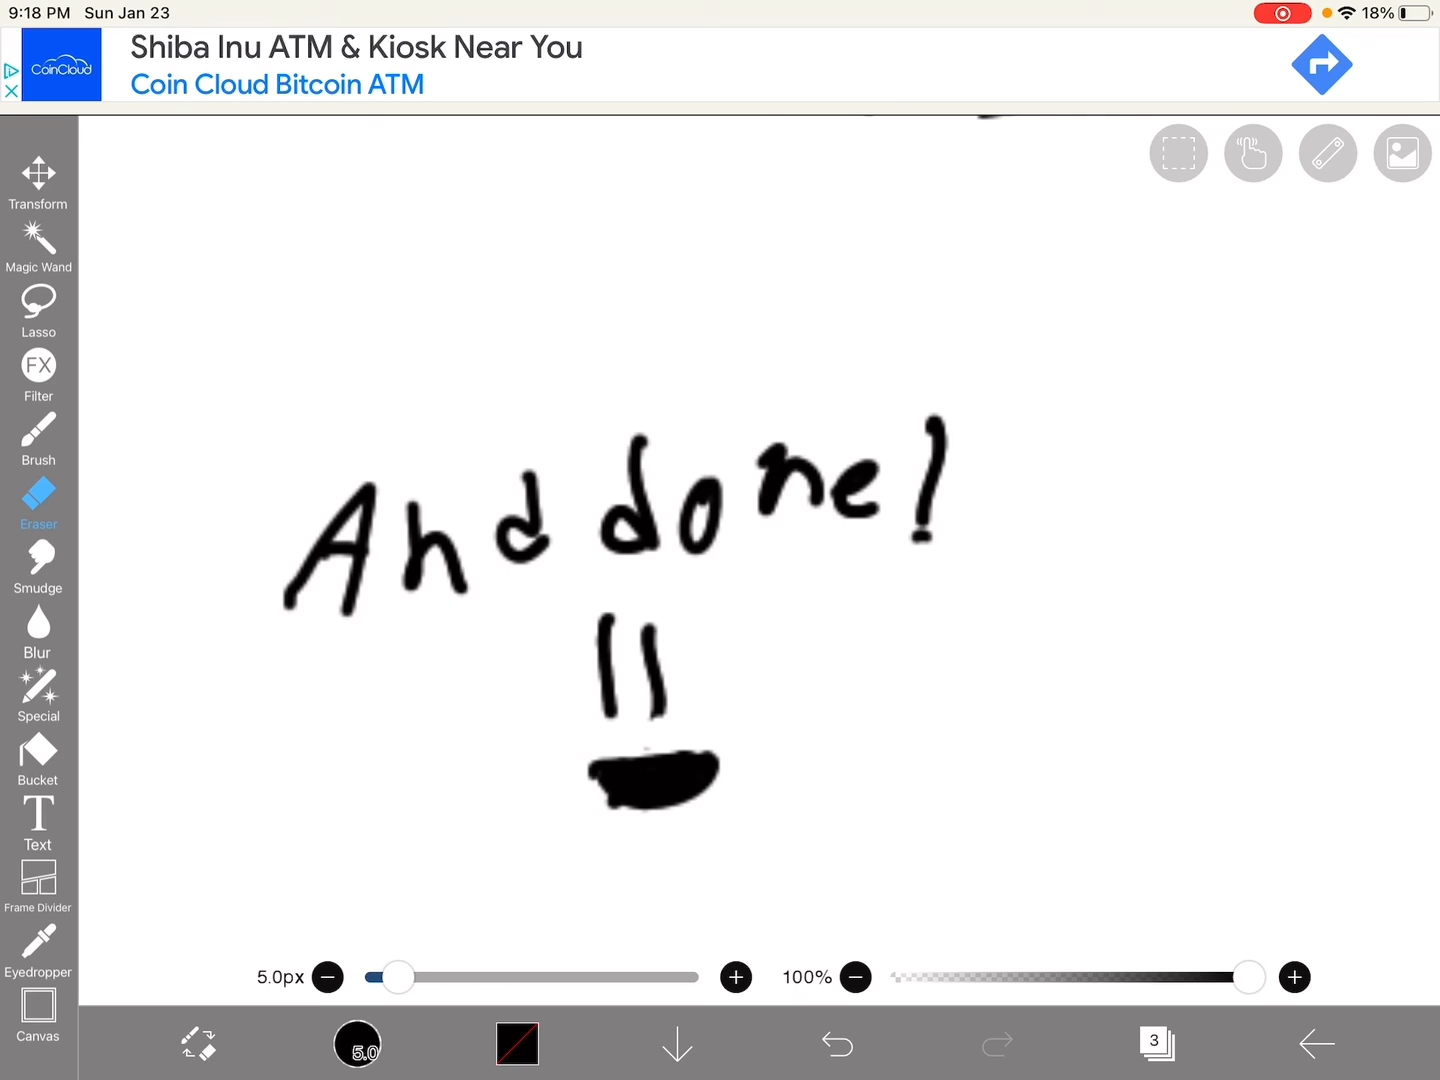 9:18 PM Sun Jan 23
18%
CoinCloud
Shiba Inu ATM & Kiosk Near You
Coin Cloud Bitcoin ATM
Transform
Magic Wand
Lasso
FX
Filter
Brush
Eraser
Smudge
Blur
Special
Bucket
T
Text
Frame Divider
Eyedropper
Canvas
And done!
5.0px
100%
5.0
3